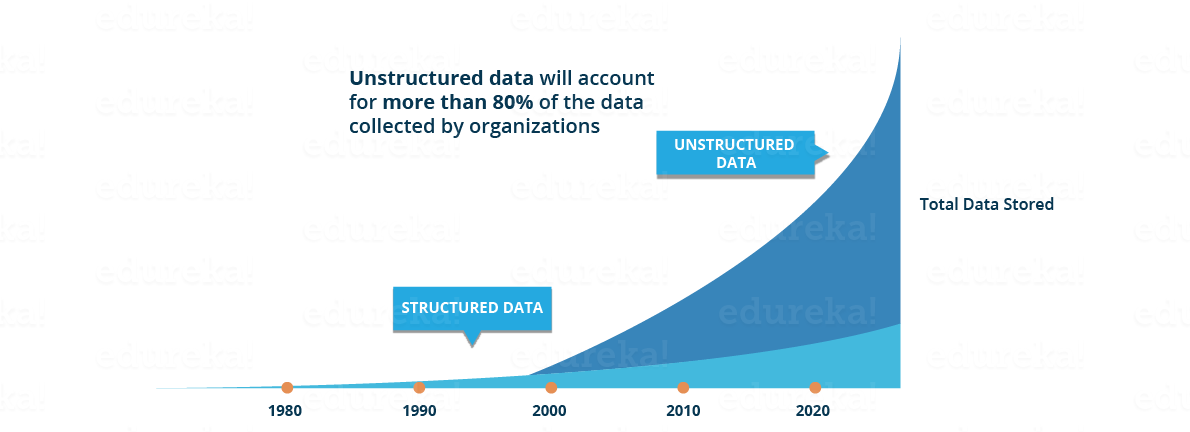 Unstructured data will account
for more than 80% of the data
collected by organizations
UNSTRUCTURED
DATA
Total Data Stored
STRUCTURED DATA
edureka!
edureka!
1980
1990
2000
2010
2020